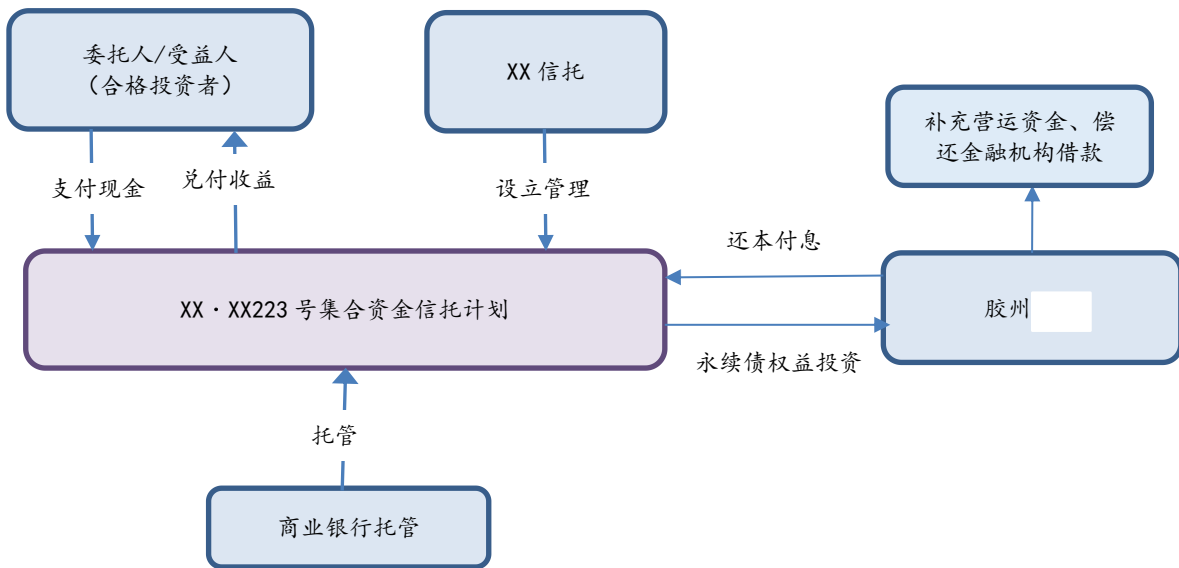 委托人/受益人
（合格投资者）
XX 信托
补充营运资金、偿
还金融机构借款
支付现金
兑付收益
设立管理
还本付息
XX·XX223 号集合资金信托计划
胶州
永续债权益投资
托管
商业银行托管